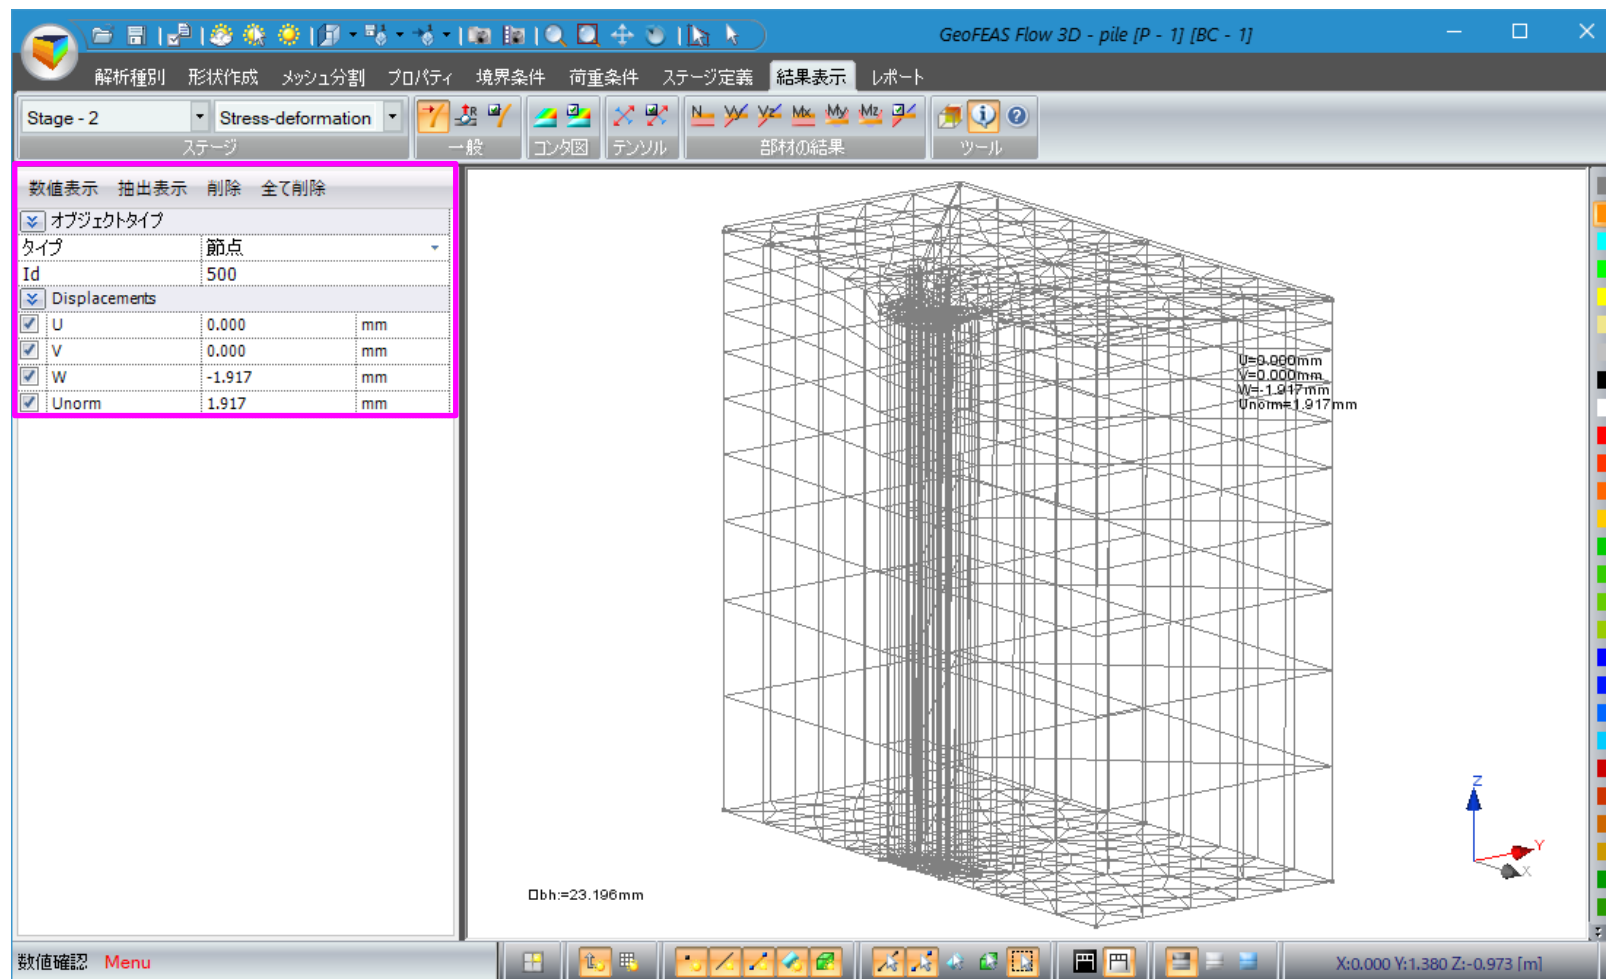 GeoFEAS Flow 3D - pile [P - 1] [BC - 1]
解析種別 形状作成 メッシュ分割 プロパティ 境界条件 荷重条件 ステージ定義 結果表示 レポート
Stage - 2 Stress-deformation
N Vy Vz Mx My Mz
ステージ 一般 コンタ図 テンソル 部材の結果 ツール
数値表示 抽出表示 削除 全て削除
オブジェクトタイプ
タイプ 節点
Id 500
Displacements
U 0.000 mm
V 0.000 mm
W -1.917 mm
Unorm 1.917 mm
U=0.000mm
V=0.000mm
W=-1.917mm
Unorm=1.917mm
Z
Y
X
□bh:=23.196mm
数値確認 Menu
X:0.000 Y:1.380 Z:-0.973 [m]